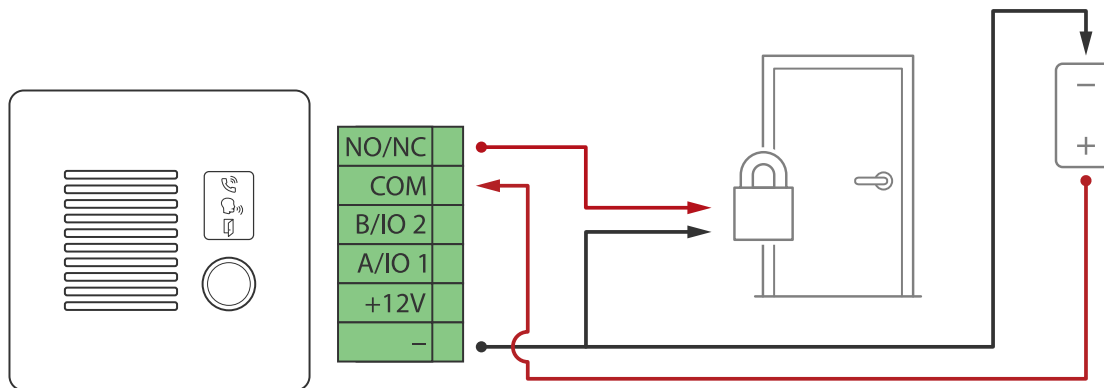 NO/NC
COM
B/IO 2
A/IO 1
+12V
–
–
+